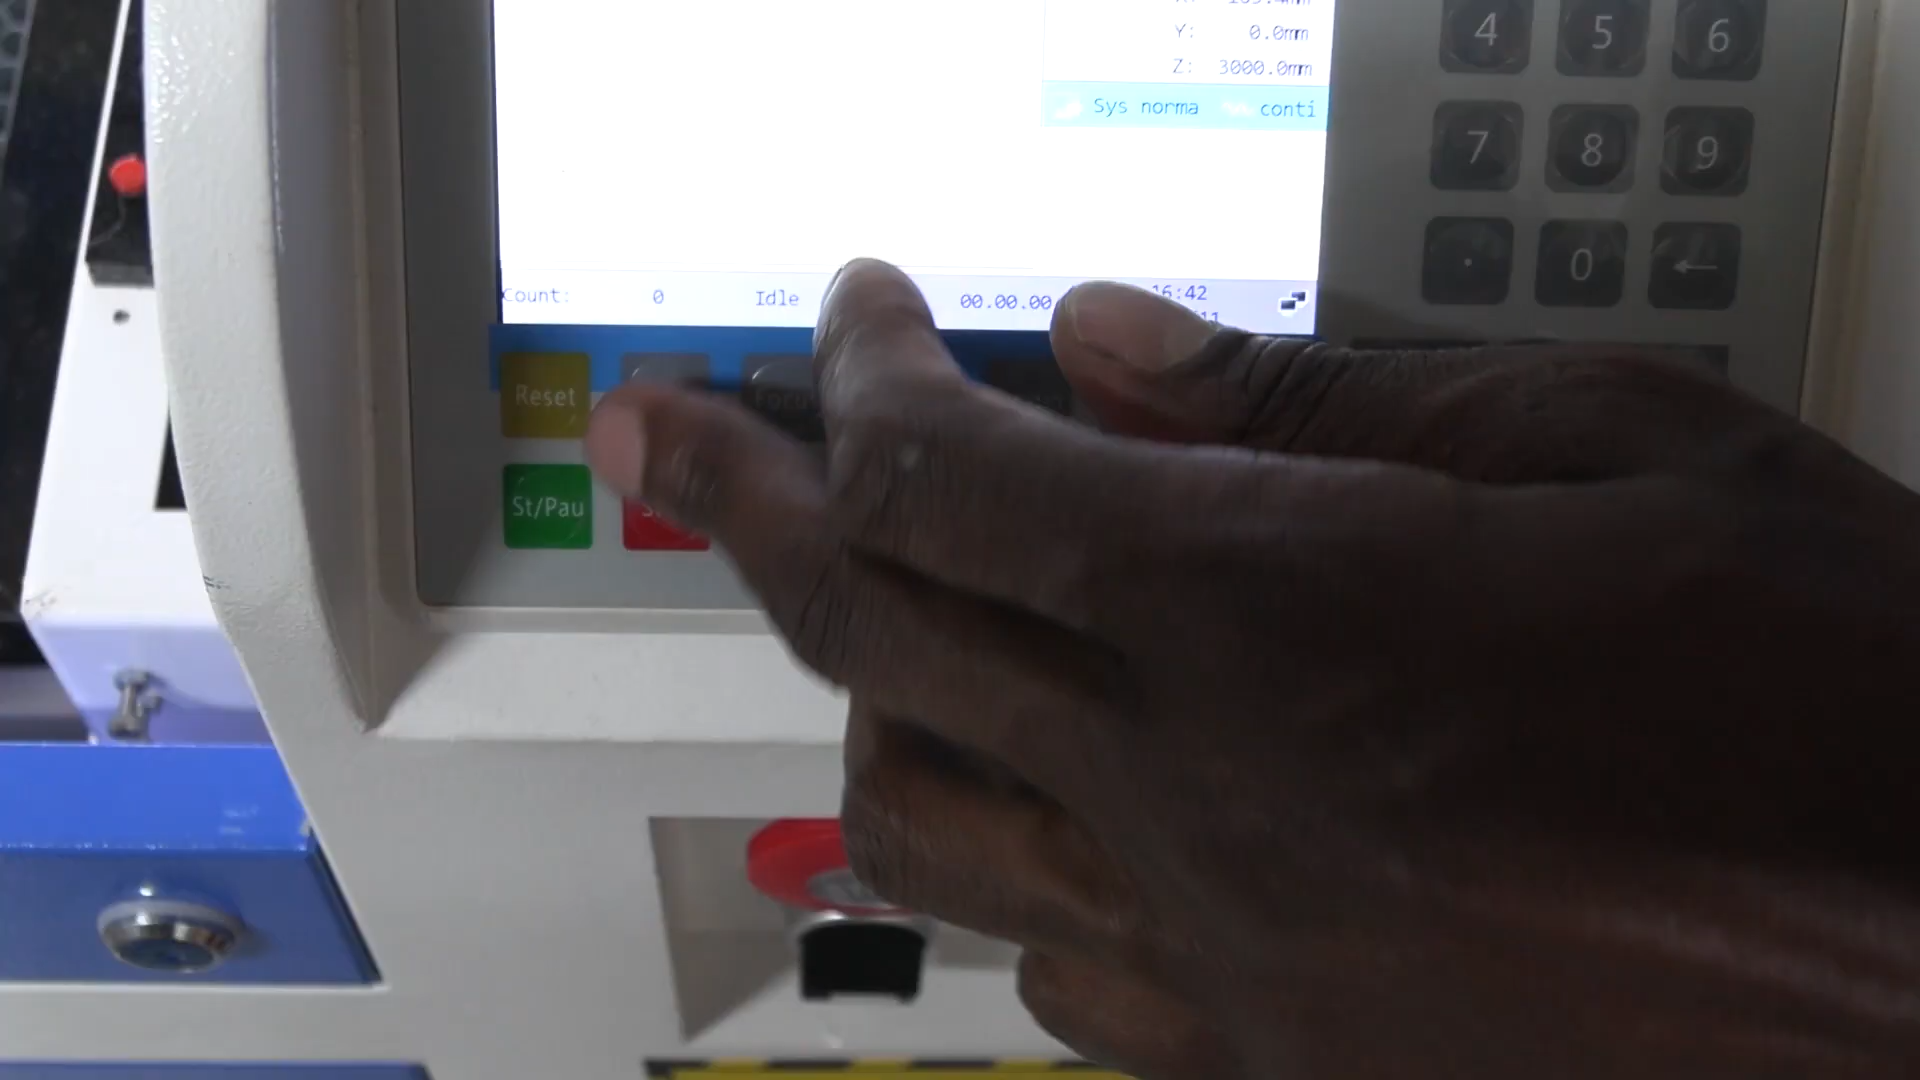 Y: 0.0mm
Z: 3000.0mm
Sys norma conti
Count: 0 Idle 00.00.00 16:42
4 5 6
7 8 9
. 0 ←
Reset
St/Pau